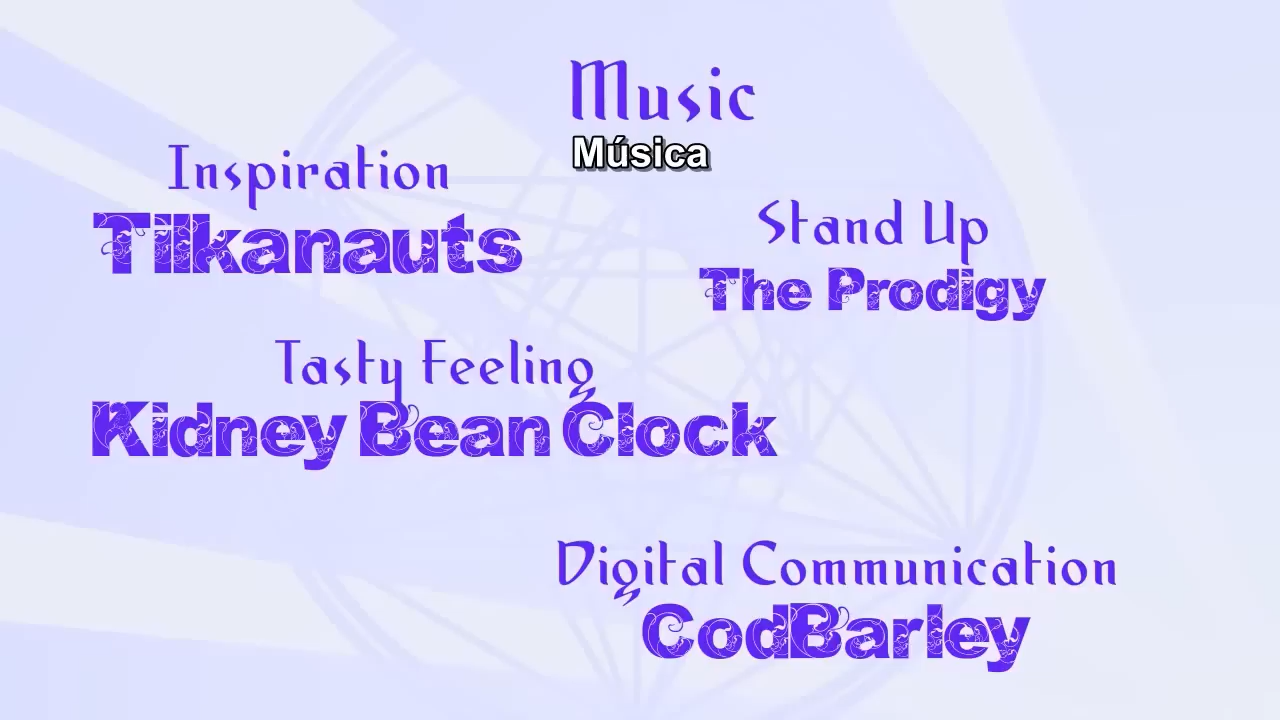 Music
Música
Inspiration
Tilkanauts
Stand Up
The Prodigy
Tasty Feeling
Kidney Bean Clock
Digital Communication
CodBarley